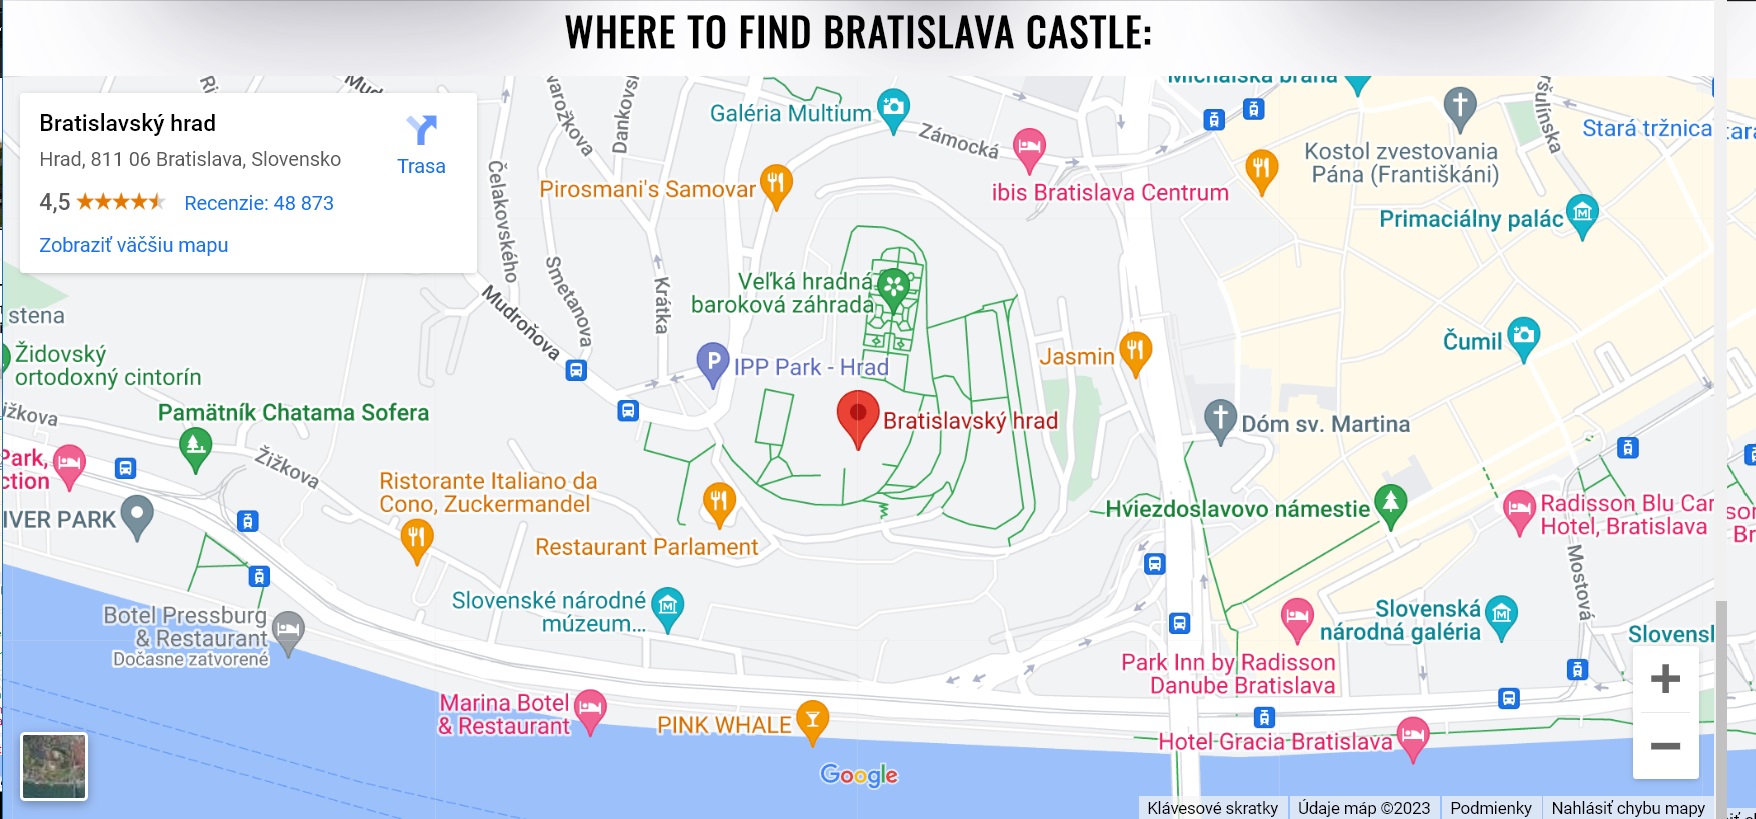 WHERE TO FIND BRATISLAVA CASTLE:
Bratislavský hrad
Hrad, 811 06 Bratislava, Slovensko
4,5
Recenzie: 48 873
Zobraziť väčšiu mapu
Trasa
Michalská brána
Galéria Multium
Zámocká
Dankovs
Čelakovského
Smetanova
Krátka
Mudroňova
Pirosmani's Samovar
ibis Bratislava Centrum
Kostol zvestovania
Pána (Františkáni)
Stará tržnica
Primaciálny palác
Veľká hradná
baroková záhrada
stena
Židovský
ortodoxný cintorín
IPP Park - Hrad
Jasmin
Čumil
Pamätník Chatama Sofera
Bratislavský hrad
Dóm sv. Martina
Žižkova
Park,
ction
Ristorante Italiano da
Cono, Zuckermandel
IVER PARK
Restaurant Parlament
Hviezdoslavovo námestie
Radisson Blu Car
Hotel, Bratislava
Mostová
Botel Pressburg
& Restaurant
Dočasne zatvorené
Slovenské národné
múzeum...
Slovenská
národná galéria
Slovensl
Park Inn by Radisson
Danube Bratislava
Marina Botel
& Restaurant
PINK WHALE
Hotel Gracia Bratislava
Google
Klávesové skratky
Údaje máp ©2023
Podmienky
Nahlásiť chybu mapy